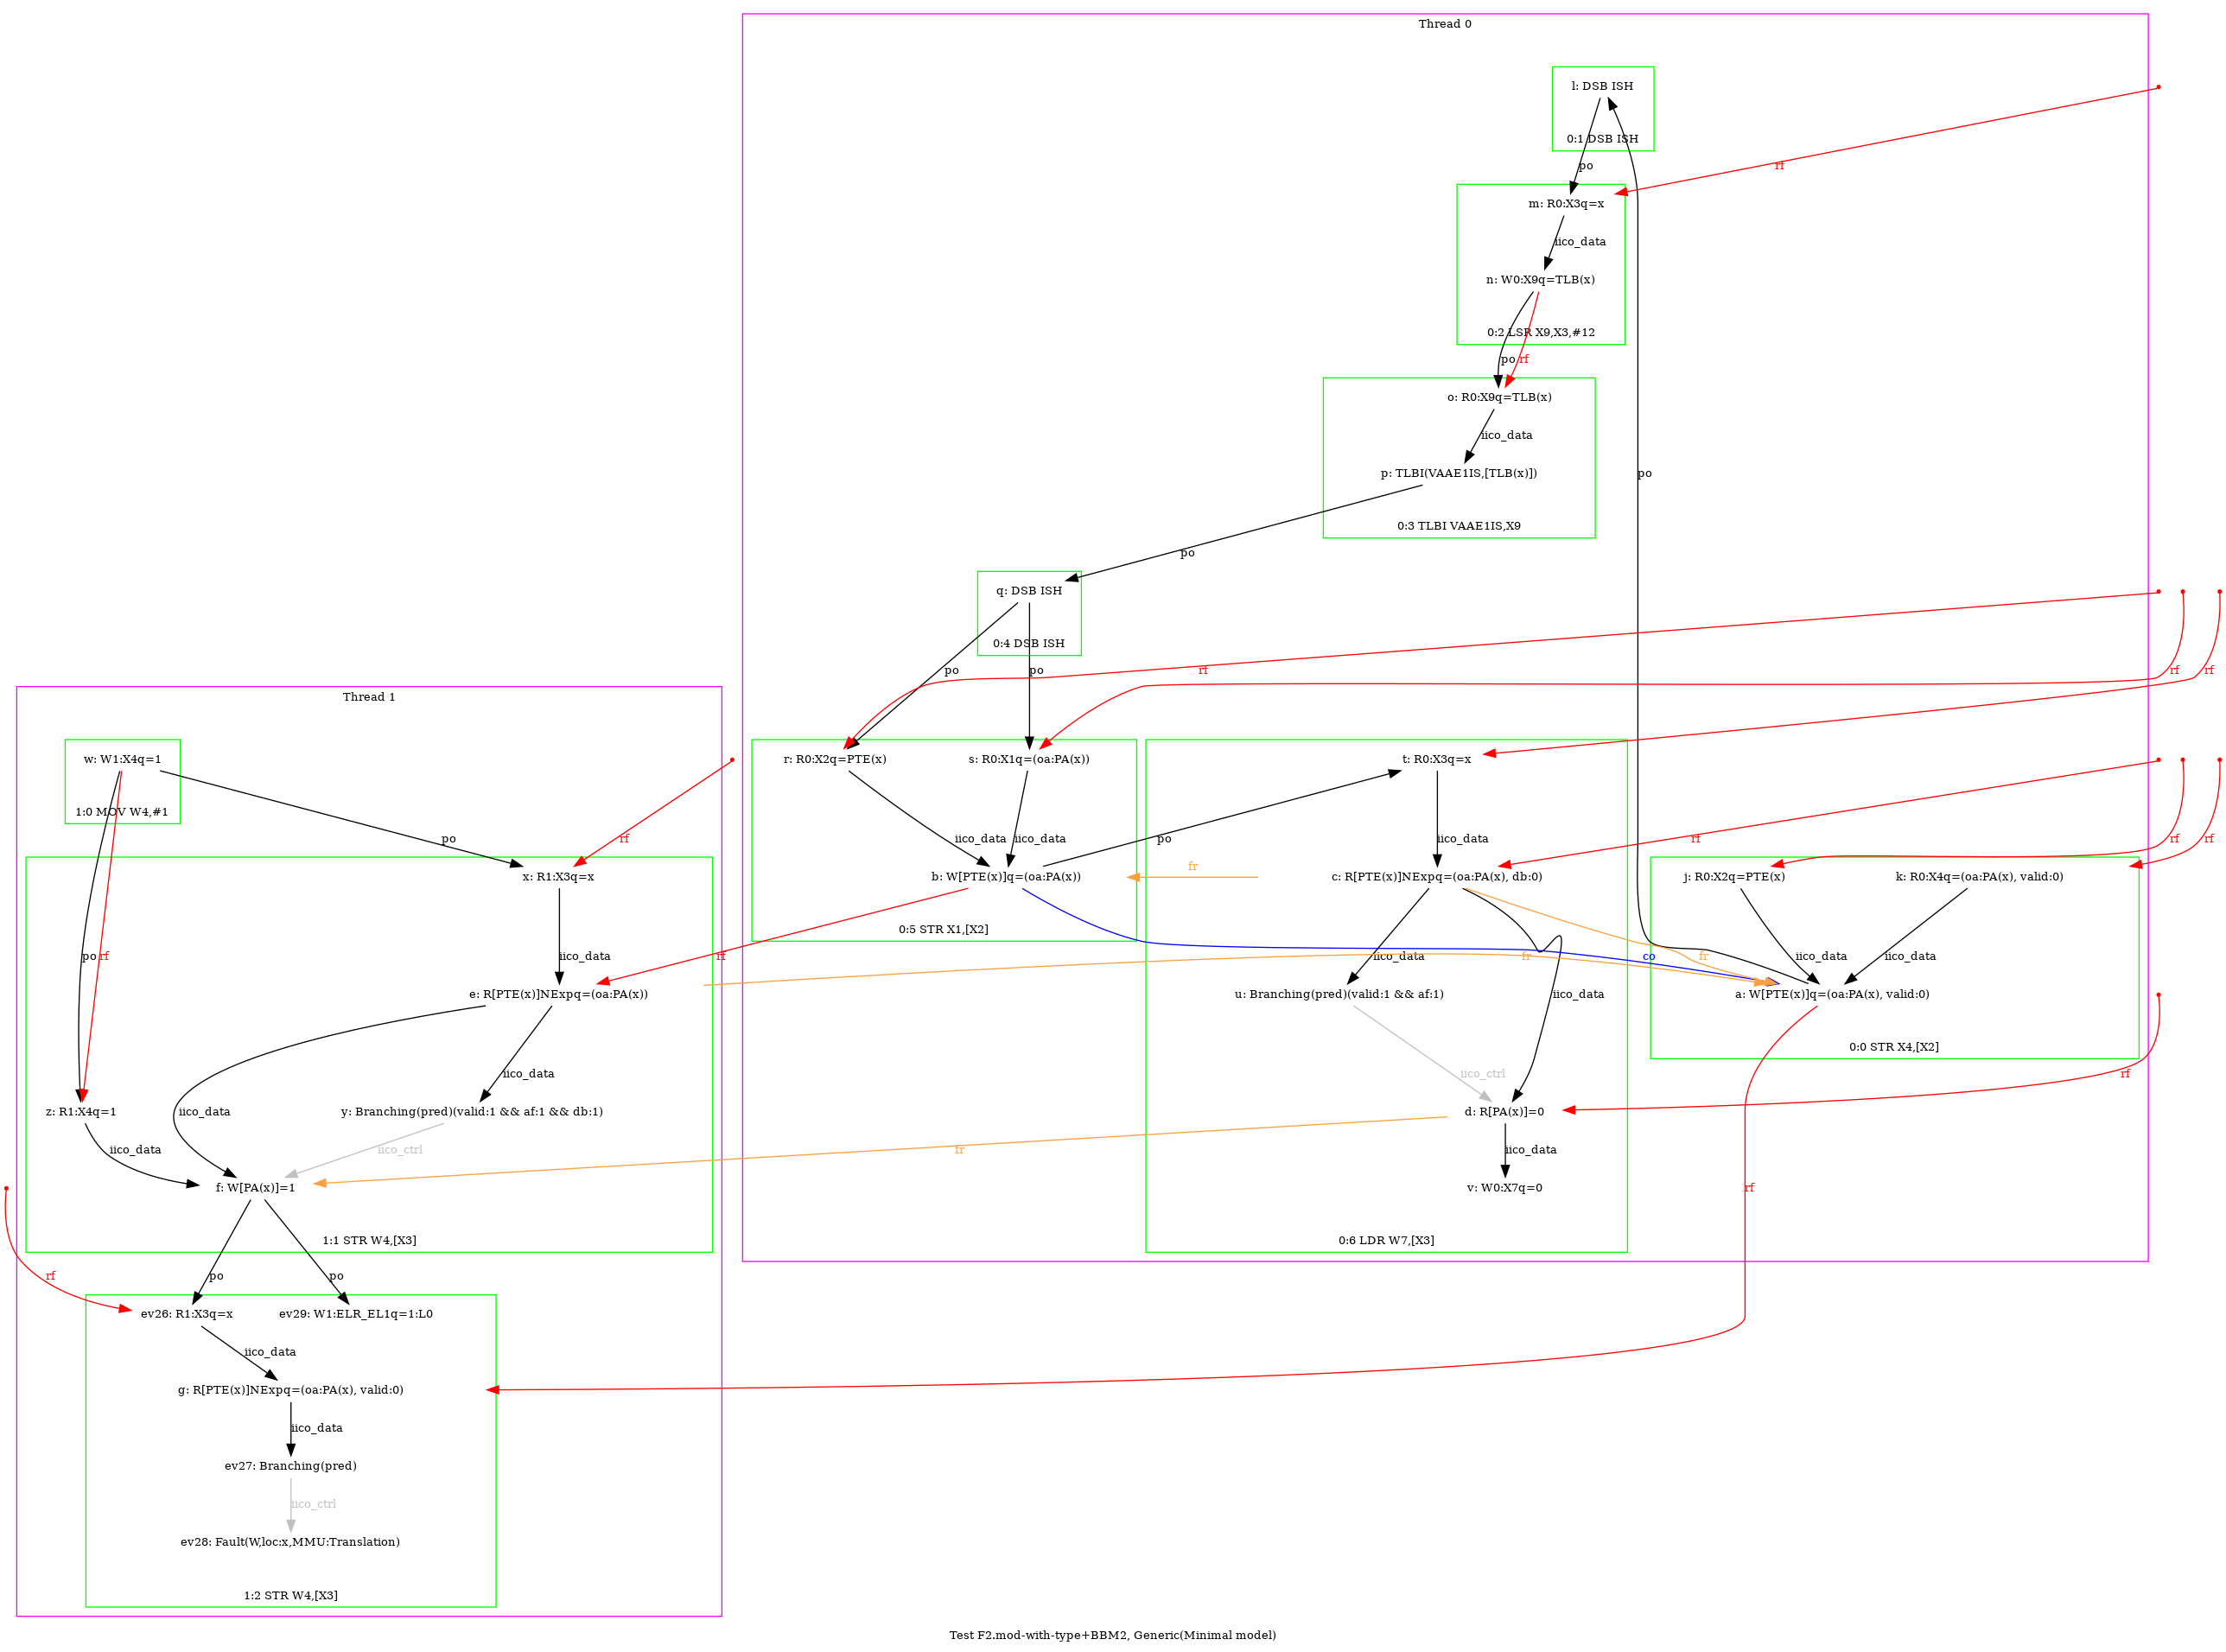 Thread 0
l: DSB ISH
0:1 DSB ISH
po
rf
m: R0:X3q=x
iico_data
n: W0:X9q=TLB(x)
0:2 LSR X9,X3,#12
po
rf
o: R0:X9q=TLB(x)
iico_data
p: TLBI(VAAE1IS,[TLB(x)])
po
0:3 TLBI VAAE1IS,X9
po
q: DSB ISH
0:4 DSB ISH
po
po
rf
rf
rf
Thread 1
w: W1:X4q=1
1:0 MOV W4,#1
r: R0:X2q=PTE(x)
s: R0:X1q=(oa:PA(x))
t: R0:X3q=x
po
rf
iico_data
iico_data
po
iico_data
rf
rf
rf
x: R1:X3q=x
b: W[PTE(x)]q=(oa:PA(x))
fr
c: R[PTE(x)]NExpq=(oa:PA(x), db:0)
j: R0:X2q=PTE(x)
k: R0:X4q=(oa:PA(x), valid:0)
0:5 STR X1,[X2]
po
rf
iico_data
rf
fr
iico_data
co
fr
iico_data
iico_data
e: R[PTE(x)]NExpq=(oa:PA(x))
u: Branching(pred)(valid:1 && af:1)
iico_data
a: W[PTE(x)]q=(oa:PA(x), valid:0)
0:0 STR X4,[X2]
iico_data
iico_ctrl
rf
z: R1:X4q=1
iico_data
y: Branching(pred)(valid:1 && af:1 && db:1)
d: R[PA(x)]=0
iico_data
iico_ctrl
fr
iico_data
f: W[PA(x)]=1
v: W0:X7q=0
rf
1:1 STR W4,[X3]
0:6 LDR W7,[X3]
rf
po
po
ev26: R1:X3q=x
ev29: W1:ELR_EL1q=1:L0
iico_data
g: R[PTE(x)]NExpq=(oa:PA(x), valid:0)
iico_data
ev27: Branching(pred)
iico_ctrl
ev28: Fault(W,loc:x,MMU:Translation)
1:2 STR W4,[X3]
Test F2.mod-with-type+BBM2, Generic(Minimal model)